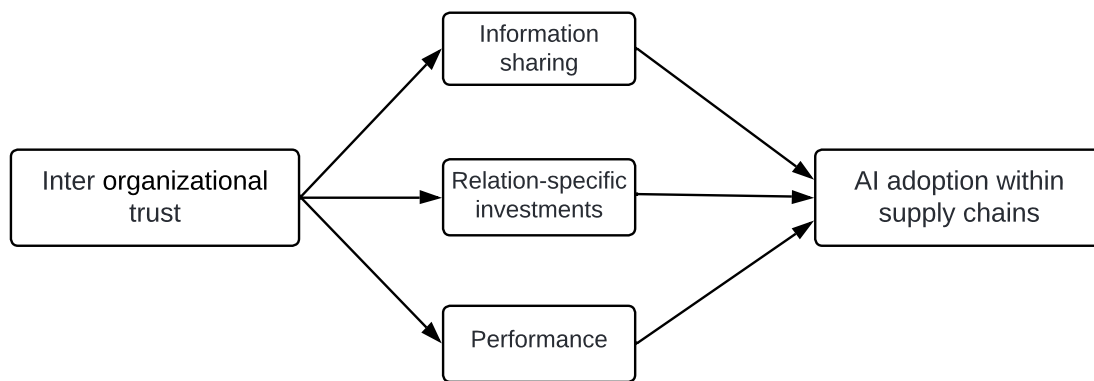 Information
sharing
Inter organizational
trust
Relation-specific
investments
AI adoption within
supply chains
Performance